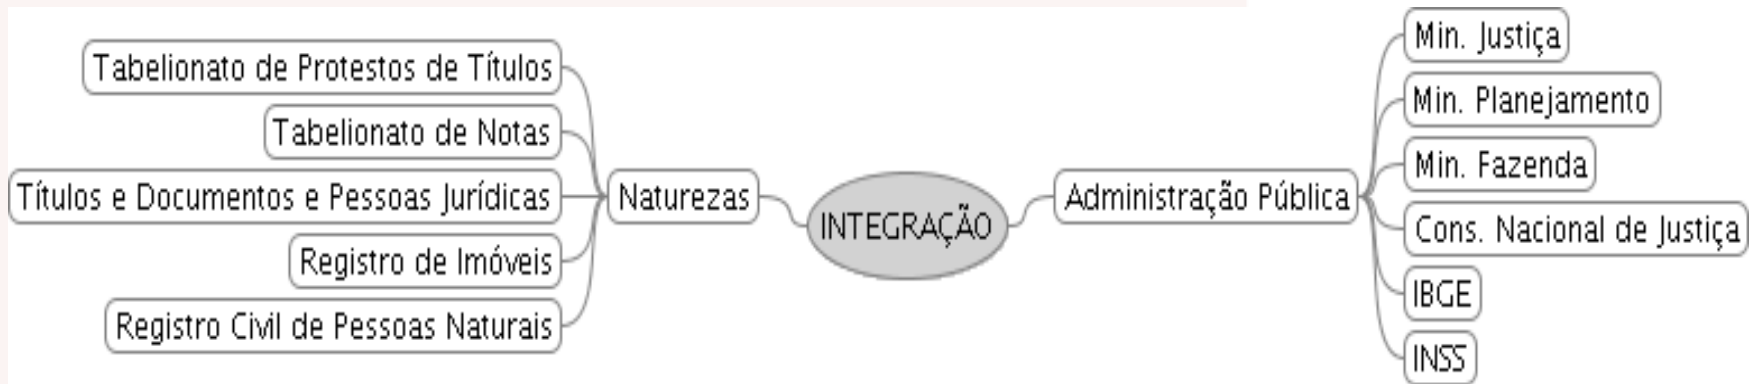 Tabelionato de Protestos de Títulos
Tabelionato de Notas
Títulos e Documentos e Pessoas Jurídicas
Registro de Imóveis
Registro Civil de Pessoas Naturais
Naturezas
INTEGRAÇÃO
Administração Pública
Min. Justiça
Min. Planejamento
Min. Fazenda
Cons. Nacional de Justiça
IBGE
INSS